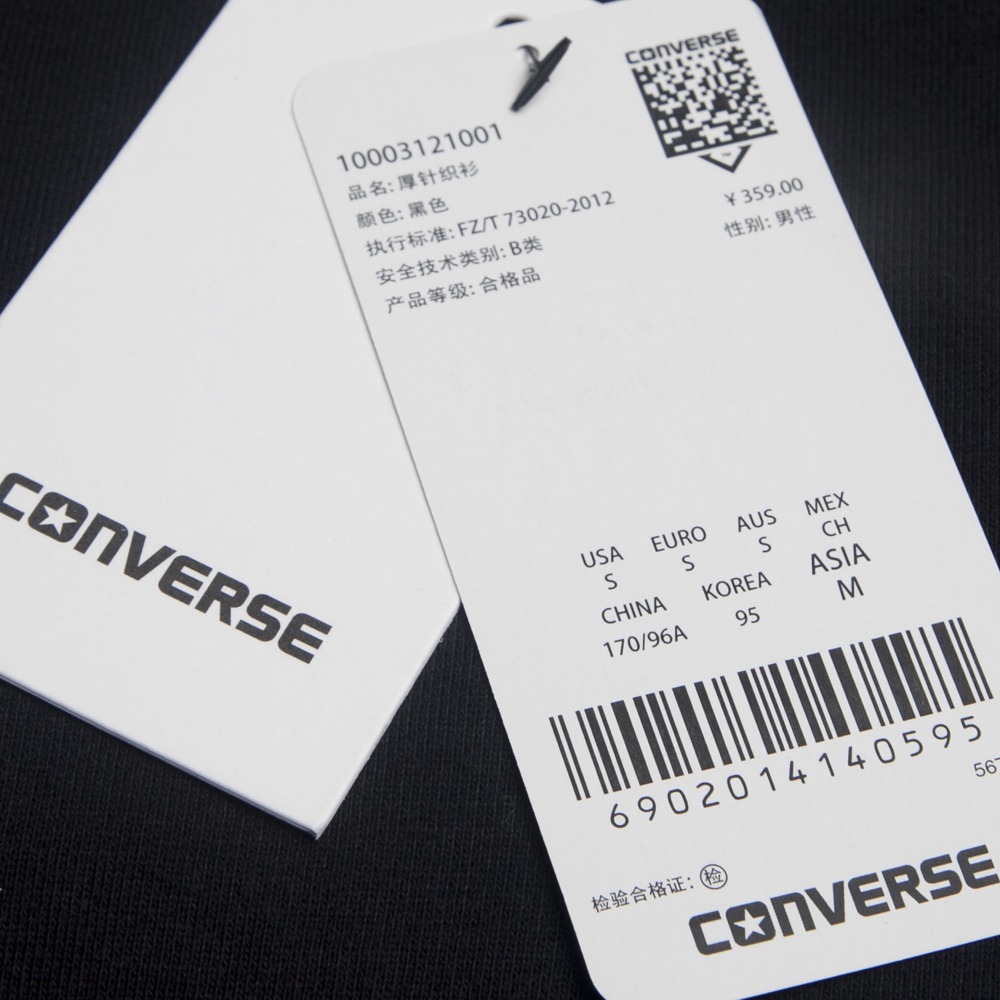 CONVERSE
10003121001
品名: 厚针织衫
颜色: 黑色
执行标准: FZ/T 73020-2012
安全技术类别: B类
产品等级: 合格品
￥359.00
性别: 男性
USA EURO AUS MEX
S S S CH
CHINA KOREA ASIA
170/96A 95 M
6902014140595
567
检验合格证: 检
CONVERSE
CONVERSE